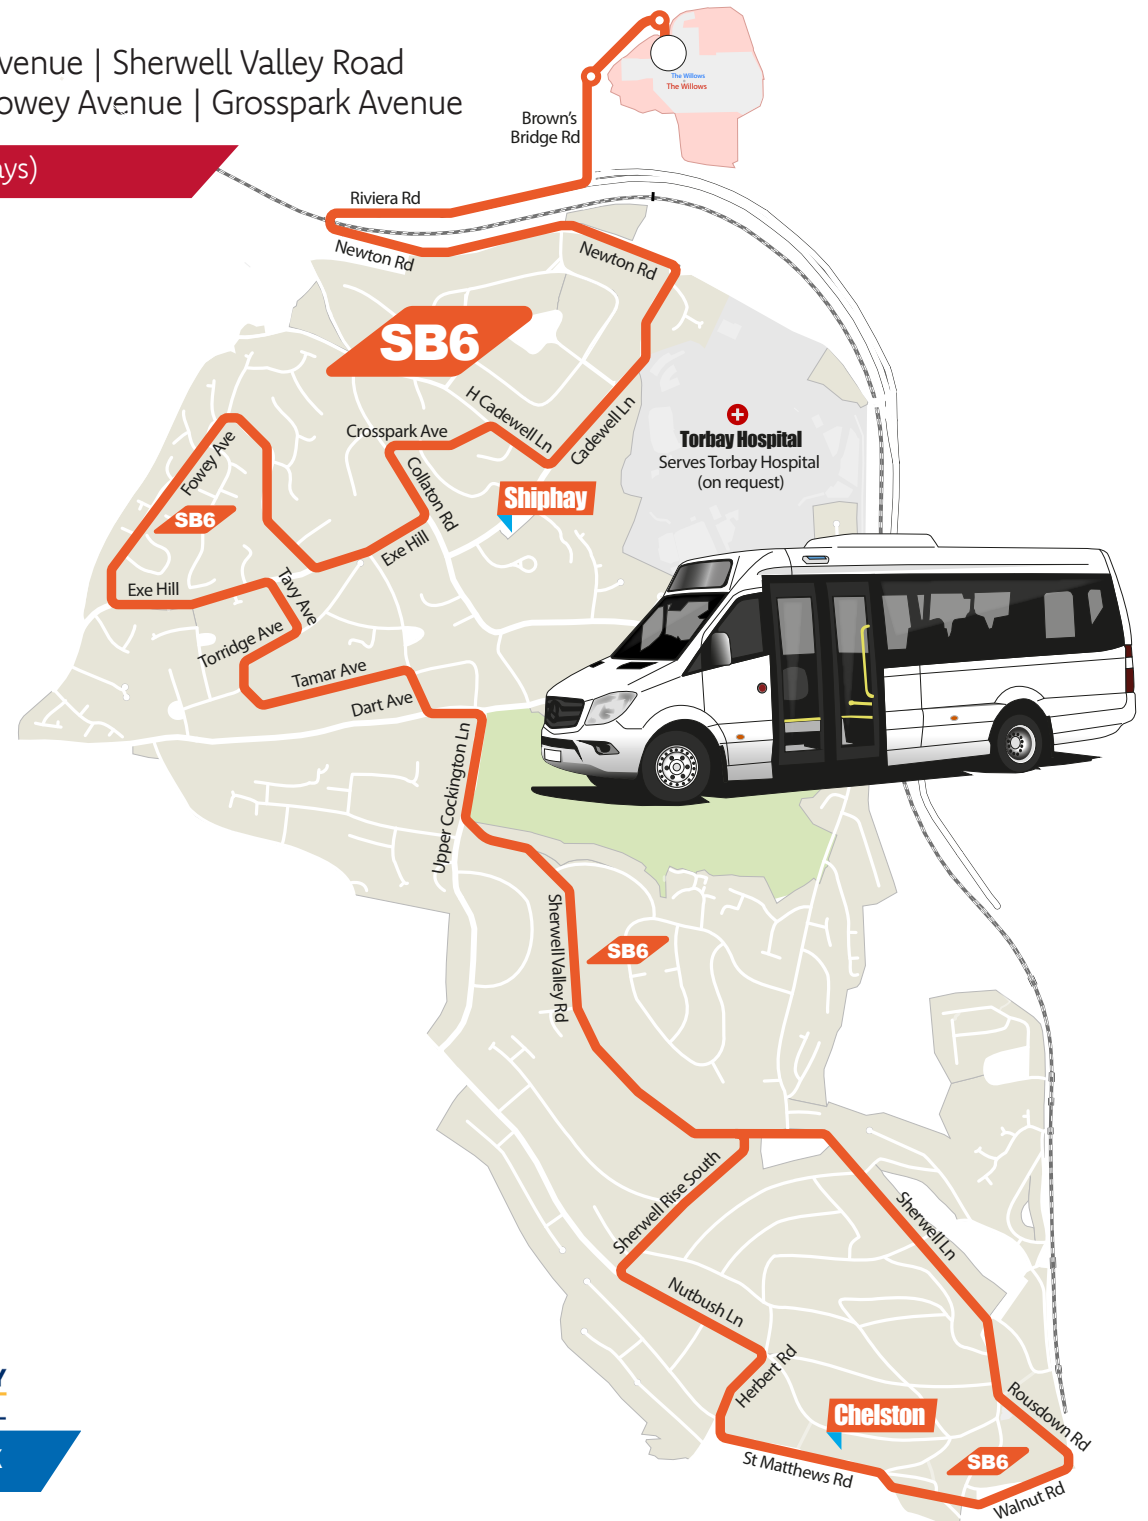 venue | Sherwell Valley Road
owey Avenue | Grosspark Avenue
ays)
The Willows
The Willows
Brown's
Bridge Rd
Riviera Rd
Newton Rd
Newton Rd
SB6
H Cadewell Ln
Cadewell Ln
Crosspark Ave
Collaton Rd
Torbay Hospital
Serves Torbay Hospital
(on request)
Fowey Ave
SB6
Shiphay
Exe Hill
Exe Hill
Tavy Ave
Torridge Ave
Tamar Ave
Dart Ave
Upper Cockington Ln
Sherwell Valley Rd
SB6
Sherwell Rise South
Sherwell Ln
Nutbush Ln
Herbert Rd
Chelston
Rousdown Rd
St Matthews Rd
SB6
Walnut Rd
Y
K